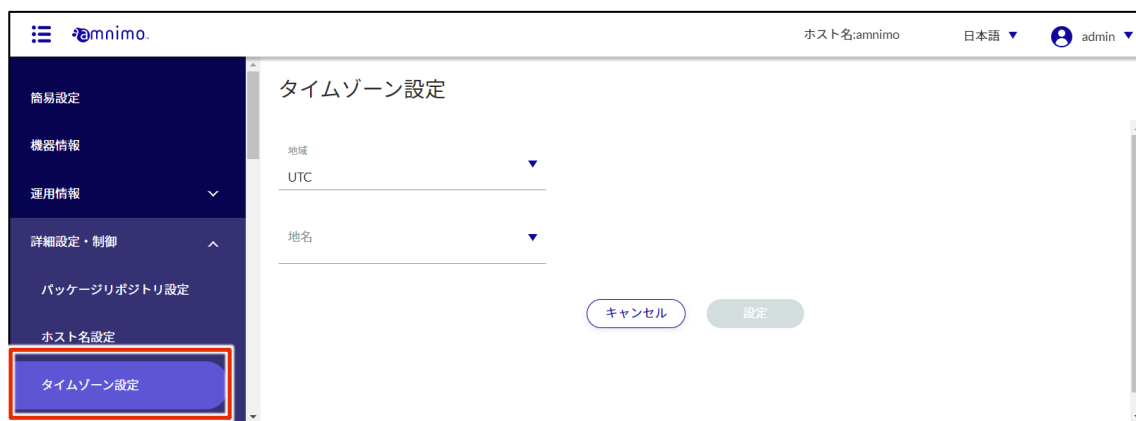 amnimo.
ホスト名:amnimo
日本語
admin
簡易設定
機器情報
運用情報
詳細設定・制御
パッケージリポジトリ設定
ホスト名設定
タイムゾーン設定
タイムゾーン設定
地域
UTC
地名
キャンセル
設定